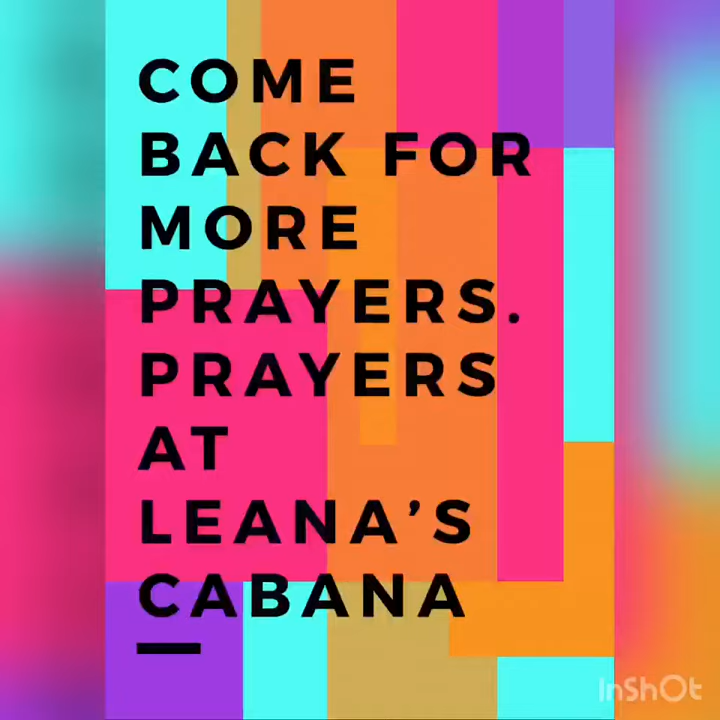 COME
BACK FOR
MORE
PRAYERS.
PRAYERS
AT
LEANA’S
CABANA
InShOt